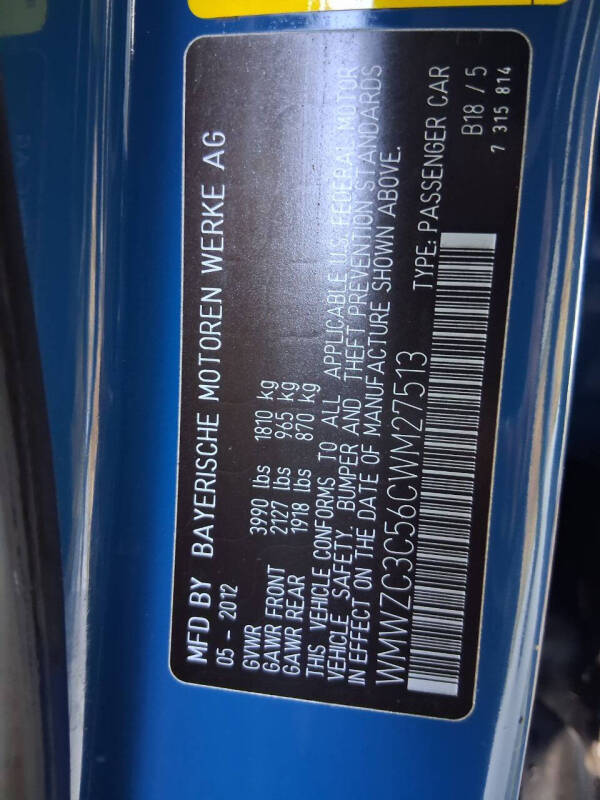 MFD BY BAYERISCHE MOTOREN WERKE AG
05 - 2012
GVWR 3990 lbs 1810 kg
GAWR FRONT 2127 lbs 965 kg
GAWR REAR 1918 lbs 870 kg
THIS VEHICLE CONFORMS TO ALL APPLICABLE U.S. FEDERAL MOTOR
VEHICLE SAFETY, BUMPER AND THEFT PREVENTION STANDARDS
IN EFFECT ON THE DATE OF MANUFACTURE SHOWN ABOVE.
WMWZC3C56CWM27513 TYPE: PASSENGER CAR
B18 / 5
7 315 814